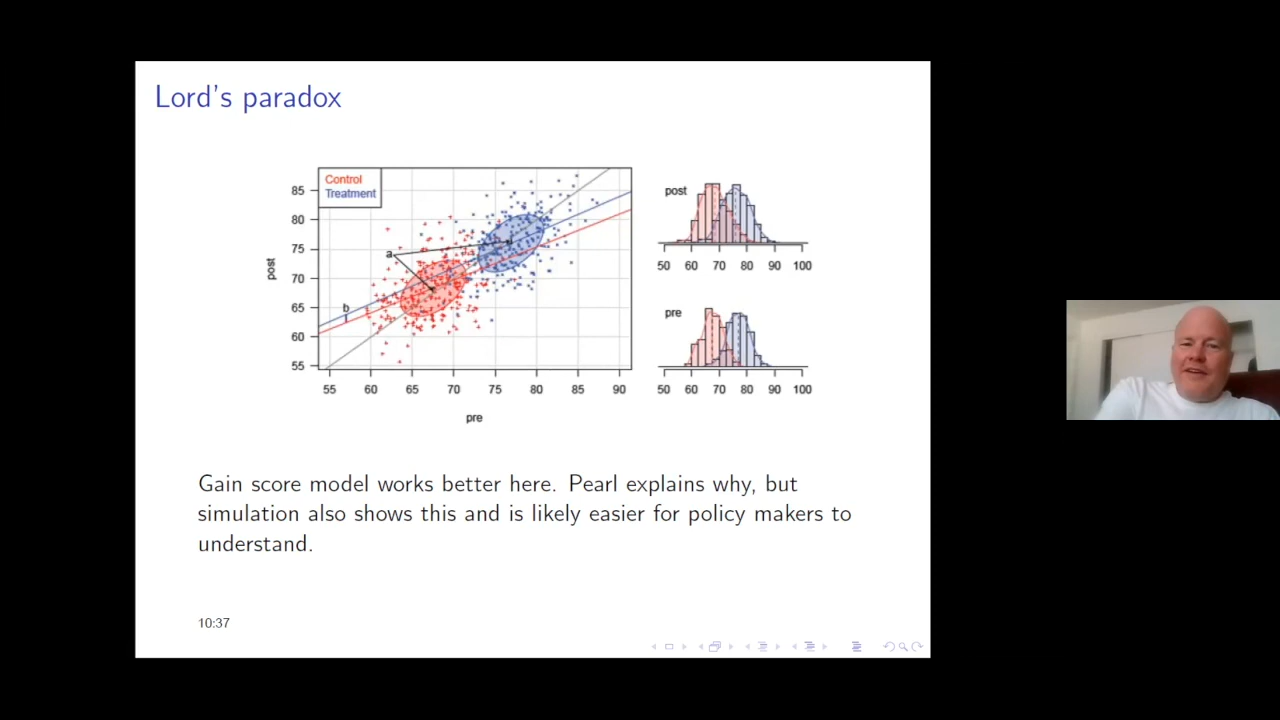 Lord's paradox
Control
Treatment
85
80
75
70
65
60
55
post
a
b
55 60 65 70 75 80 85 90
pre
post
50 60 70 80 90 100
pre
50 60 70 80 90 100
Gain score model works better here. Pearl explains why, but
simulation also shows this and is likely easier for policy makers to
understand.
10:37